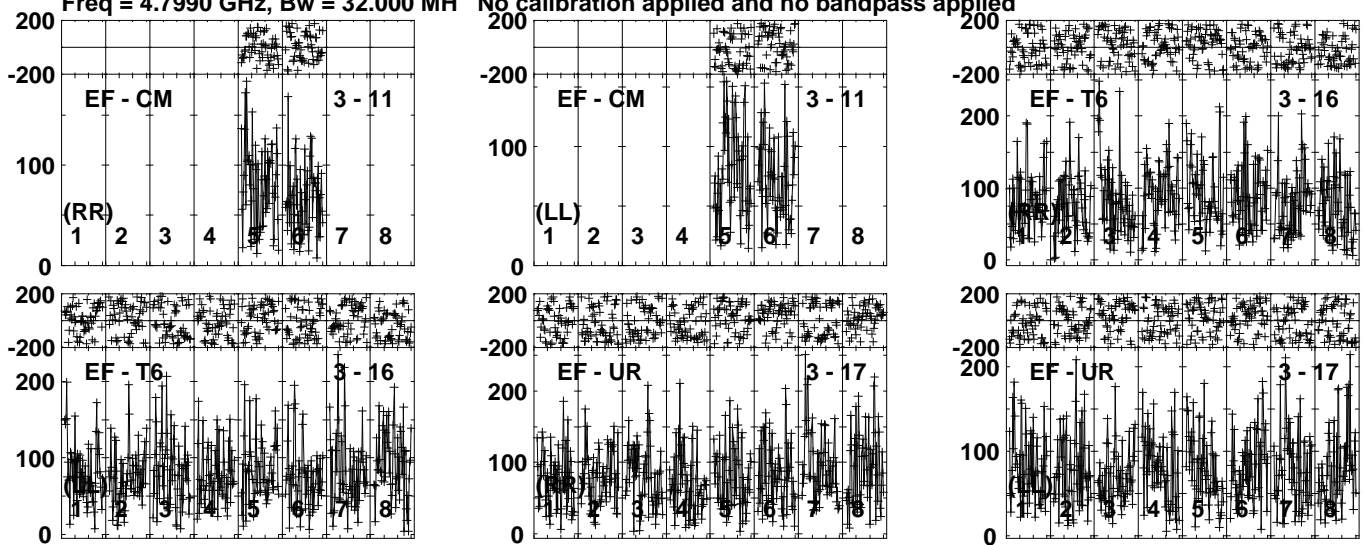 Freq = 4.7990 GHz, Bw = 32.000 MH No calibration applied and no bandpass applied
200
-200
EF - CM 3 - 11
100
(RR)
1 2 3 4 5 6 7 8
0
200
-200
EF - CM 3 - 11
100
(LL)
1 2 3 4 5 6 7 8
0
200
-200
EF - T6 3 - 16
200
100
(RR)
1 2 3 4 5 6 7 8
0
200
-200
EF - T6 3 - 16
200
100
(LL)
1 2 3 4 5 6 7 8
0
200
-200
EF - UR 3 - 17
200
100
(RR)
1 2 3 4 5 6 7 8
0
200
-200
EF - UR 3 - 17
200
100
(LL)
1 2 3 4 5 6 7 8
0